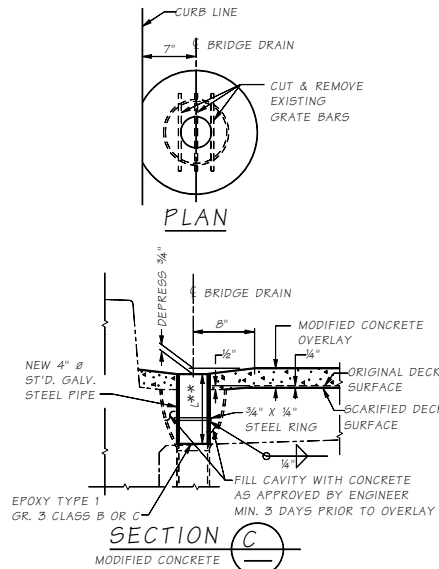 CURB LINE
7"
℄ BRIDGE DRAIN
CUT & REMOVE
EXISTING
GRATE BARS
PLAN
DEPRESS ¾"
℄ BRIDGE DRAIN
8"
MODIFIED CONCRETE
OVERLAY
½"
¼"
NEW 4" ø
ST'D. GALV.
STEEL PIPE
ORIGINAL DECK
SURFACE
7"**
¾" X ¼"
STEEL RING
SCARIFIED DECK
SURFACE
¼"
FILL CAVITY WITH CONCRETE
AS APPROVED BY ENGINEER
MIN. 3 DAYS PRIOR TO OVERLAY
EPOXY TYPE 1
GR. 3 CLASS B OR C
SECTION C
MODIFIED CONCRETE